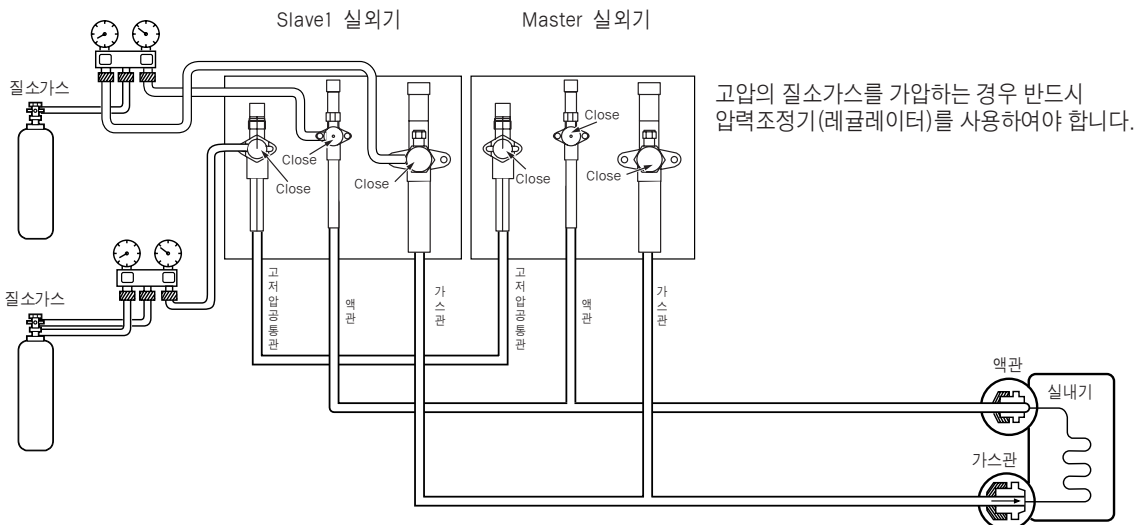 Slave1 실외기
Master 실외기
질소가스
고압의 질소가스를 가압하는 경우 반드시
압력조정기(레귤레이터)를 사용하여야 합니다.
Close
Close
Close
Close
Close
Close
질소가스
고저압공통관
액관
가스관
고저압공통관
액관
가스관
액관
실내기
가스관